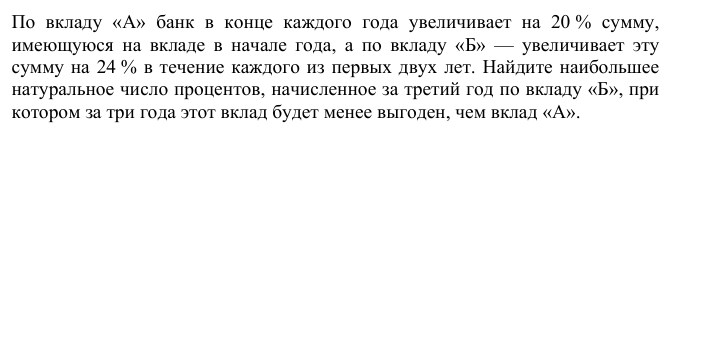 По вкладу «А» банк в конце каждого года увеличивает на 20 % сумму,
имеющуюся на вкладе в начале года, а по вкладу «Б» — увеличивает эту
сумму на 24 % в течение каждого из первых двух лет. Найдите наибольшее
натуральное число процентов, начисленное за третий год по вкладу «Б», при
котором за три года этот вклад будет менее выгоден, чем вклад «А».